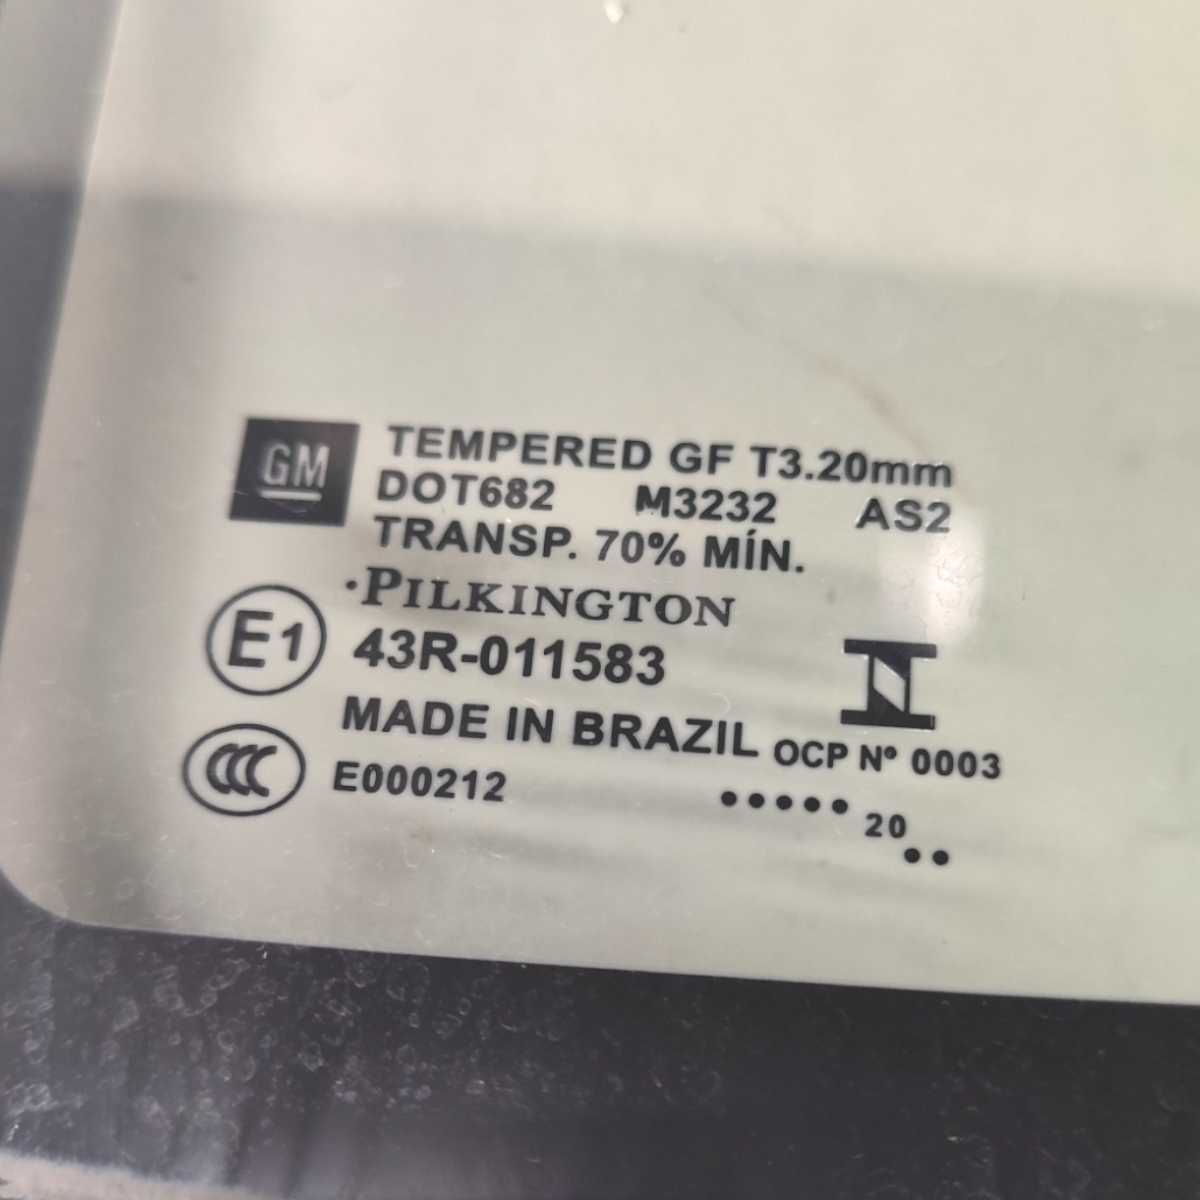 GM
TEMPERED GF T3.20mm
DOT682 M3232 AS2
TRANSP. 70% MÍN.
PILKINGTON
E1 43R-011583
MADE IN BRAZIL
OCP Nº 0003
CCC E000212
..... 20 ..